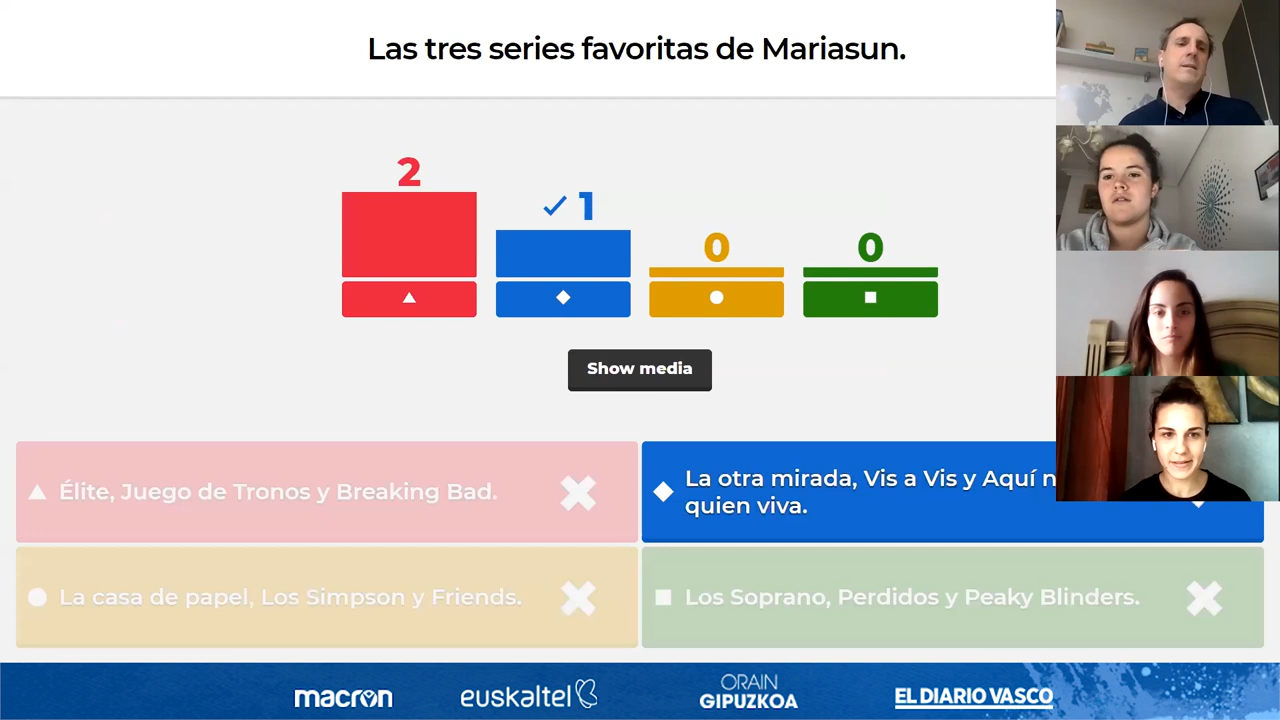 Las tres series favoritas de Mariasun.
2
1
0
0
Show media
Élite, Juego de Tronos y Breaking Bad.
La otra mirada, Vis a Vis y Aquí
quien viva.
La casa de papel, Los Simpson y Friends.
Los Soprano, Perdidos y Peaky Blinders.
macron
euskaltel
ORAIN
GIPUZKOA
EL DIARIO VASCO